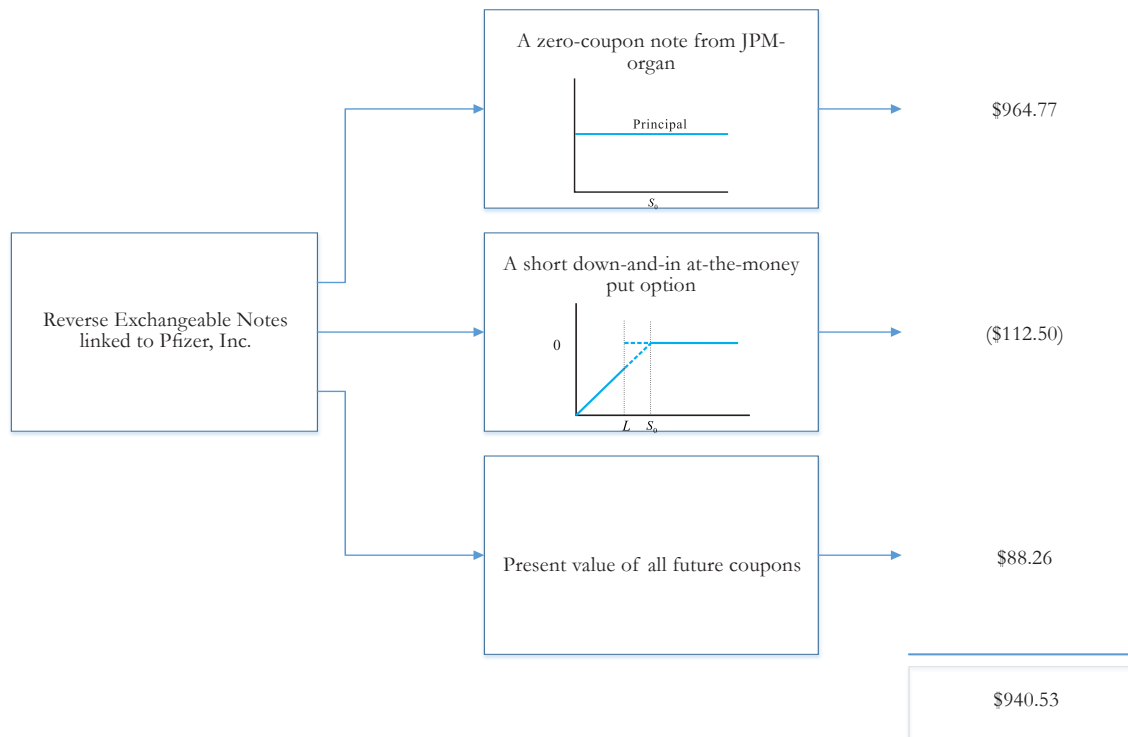 A zero-coupon note from JPM-
organ
Principal
S₀
$964.77
Reverse Exchangeable Notes
linked to Pfizer, Inc.
A short down-and-in at-the-money
put option
0
L S₀
($112.50)
Present value of all future coupons
$88.26
$940.53